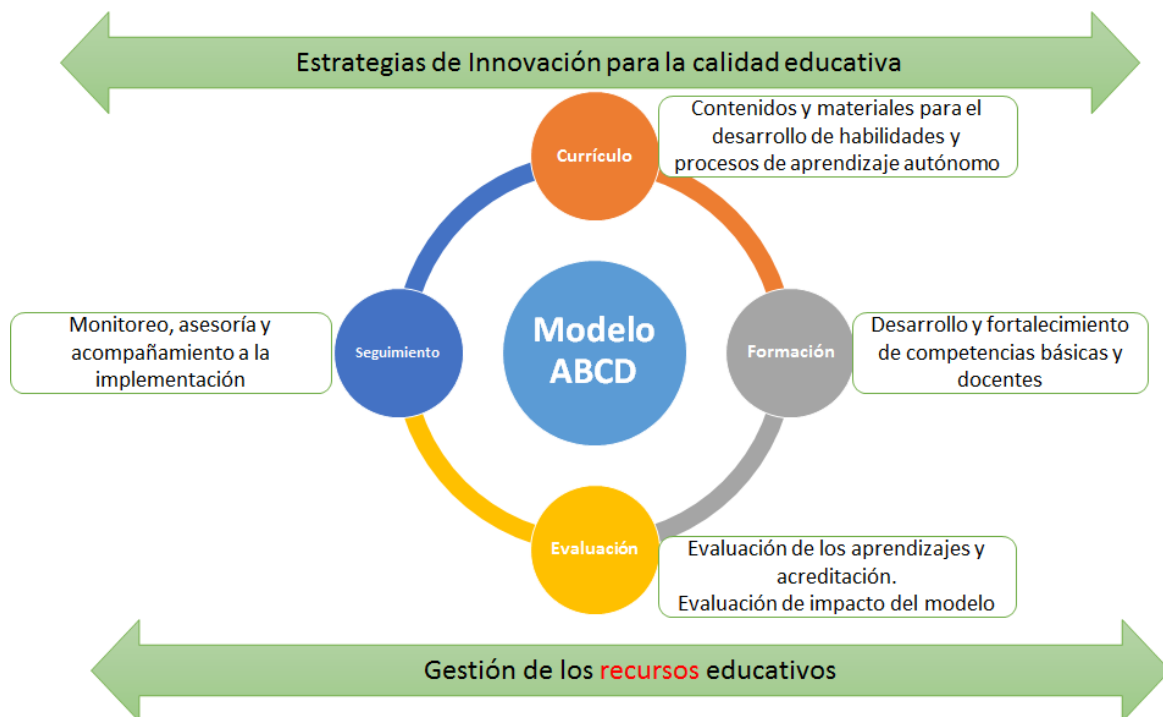 Estrategias de Innovación para la calidad educativa
Currículo
Contenidos y materiales para el
desarrollo de habilidades y
procesos de aprendizaje autónomo
Monitoreo, asesoría y
acompañamiento a la
implementación
Seguimiento
Modelo
ABCD
Formación
Desarrollo y fortalecimiento
de competencias básicas y
docentes
Evaluación
Evaluación de los aprendizajes y
acreditación.
Evaluación de impacto del modelo
Gestión de los recursos educativos